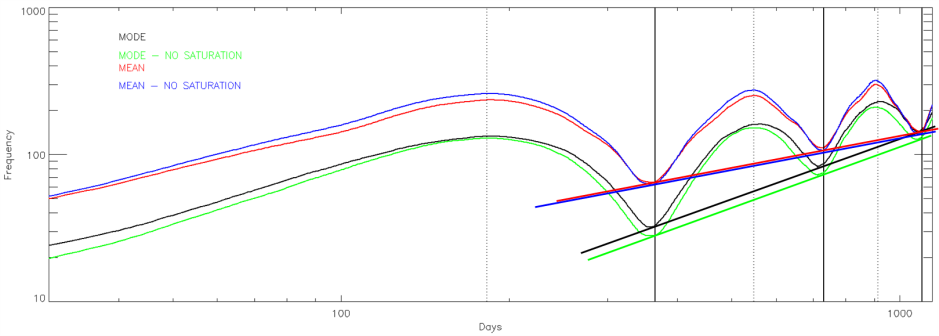 1000
MODE
MODE – NO SATURATION
MEAN
MEAN – NO SATURATION
Frequency
100
10
100
1000
Days